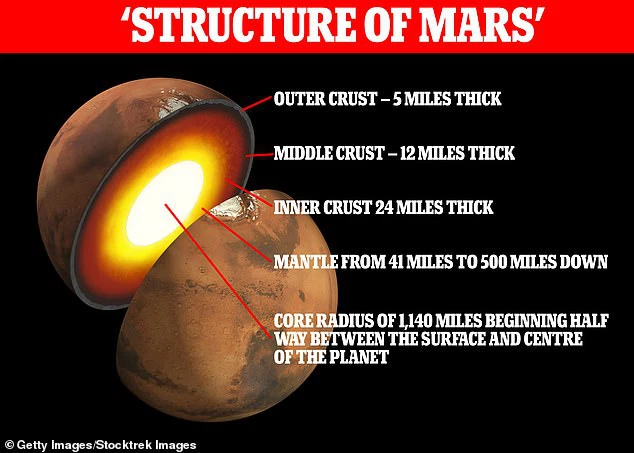 ‘STRUCTURE OF MARS’
OUTER CRUST – 5 MILES THICK
MIDDLE CRUST – 12 MILES THICK
INNER CRUST 24 MILES THICK
MANTLE FROM 41 MILES TO 500 MILES DOWN
CORE RADIUS OF 1,140 MILES BEGINNING HALF
WAY BETWEEN THE SURFACE AND CENTRE
OF THE PLANET
© Getty Images/Stocktrek Images